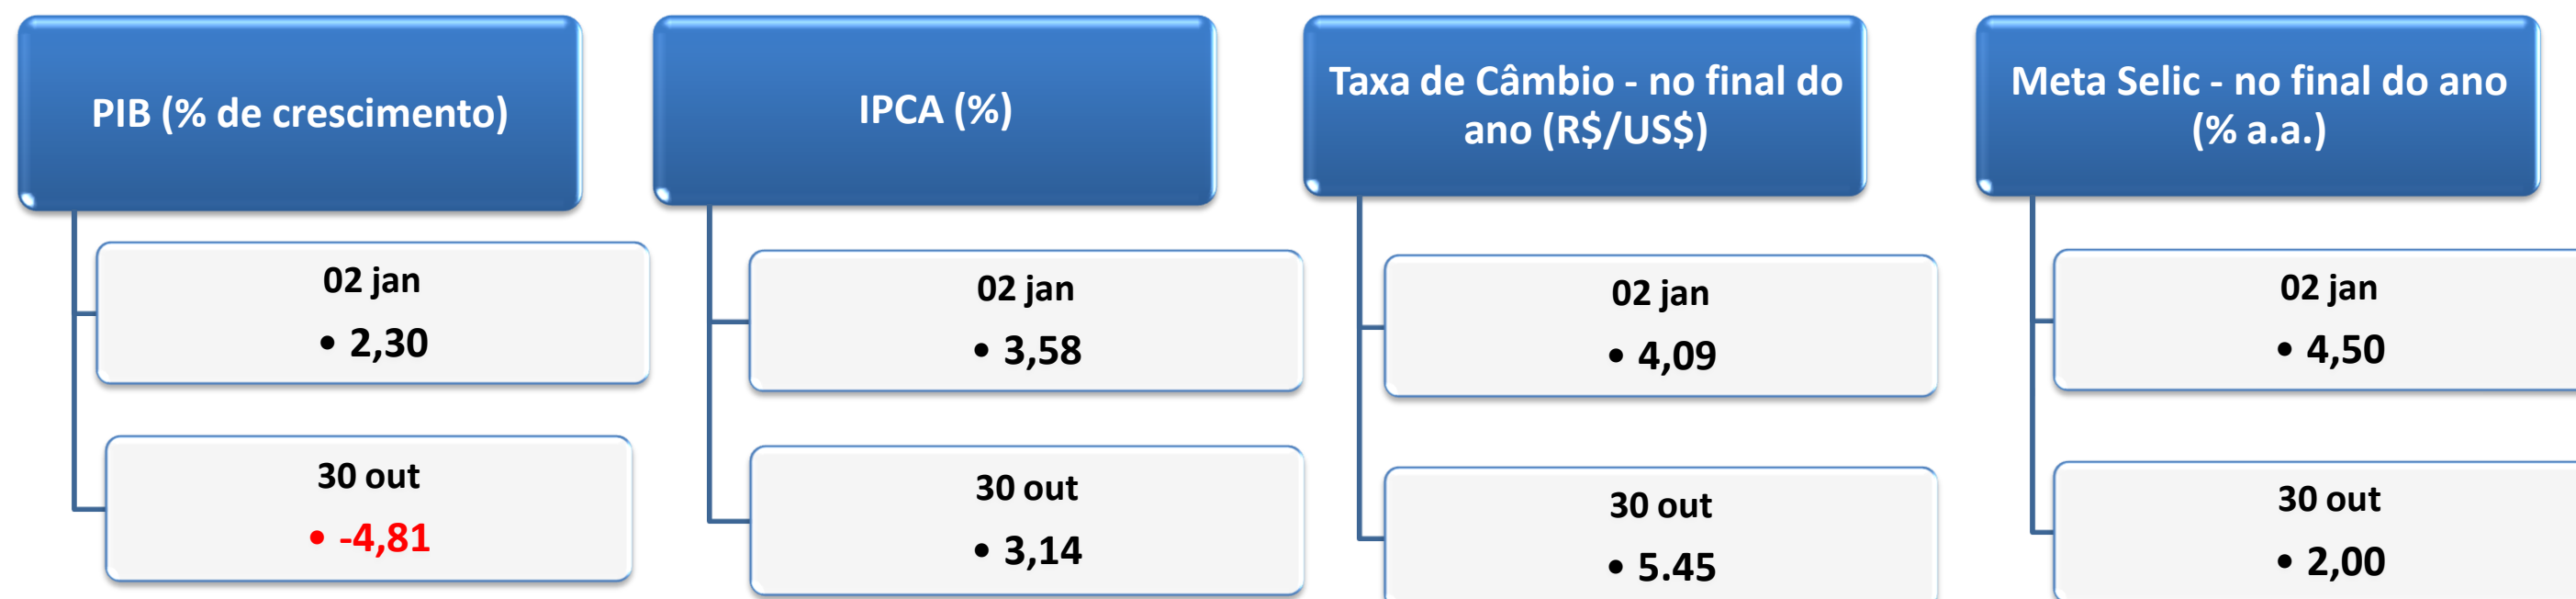 PIB (% de crescimento)
02 jan
• 2,30
30 out
• -4,81
IPCA (%)
02 jan
• 3,58
30 out
• 3,14
Taxa de Câmbio - no final do
ano (R$/US$)
02 jan
• 4,09
30 out
• 5.45
Meta Selic - no final do ano
(% a.a.)
02 jan
• 4,50
30 out
• 2,00